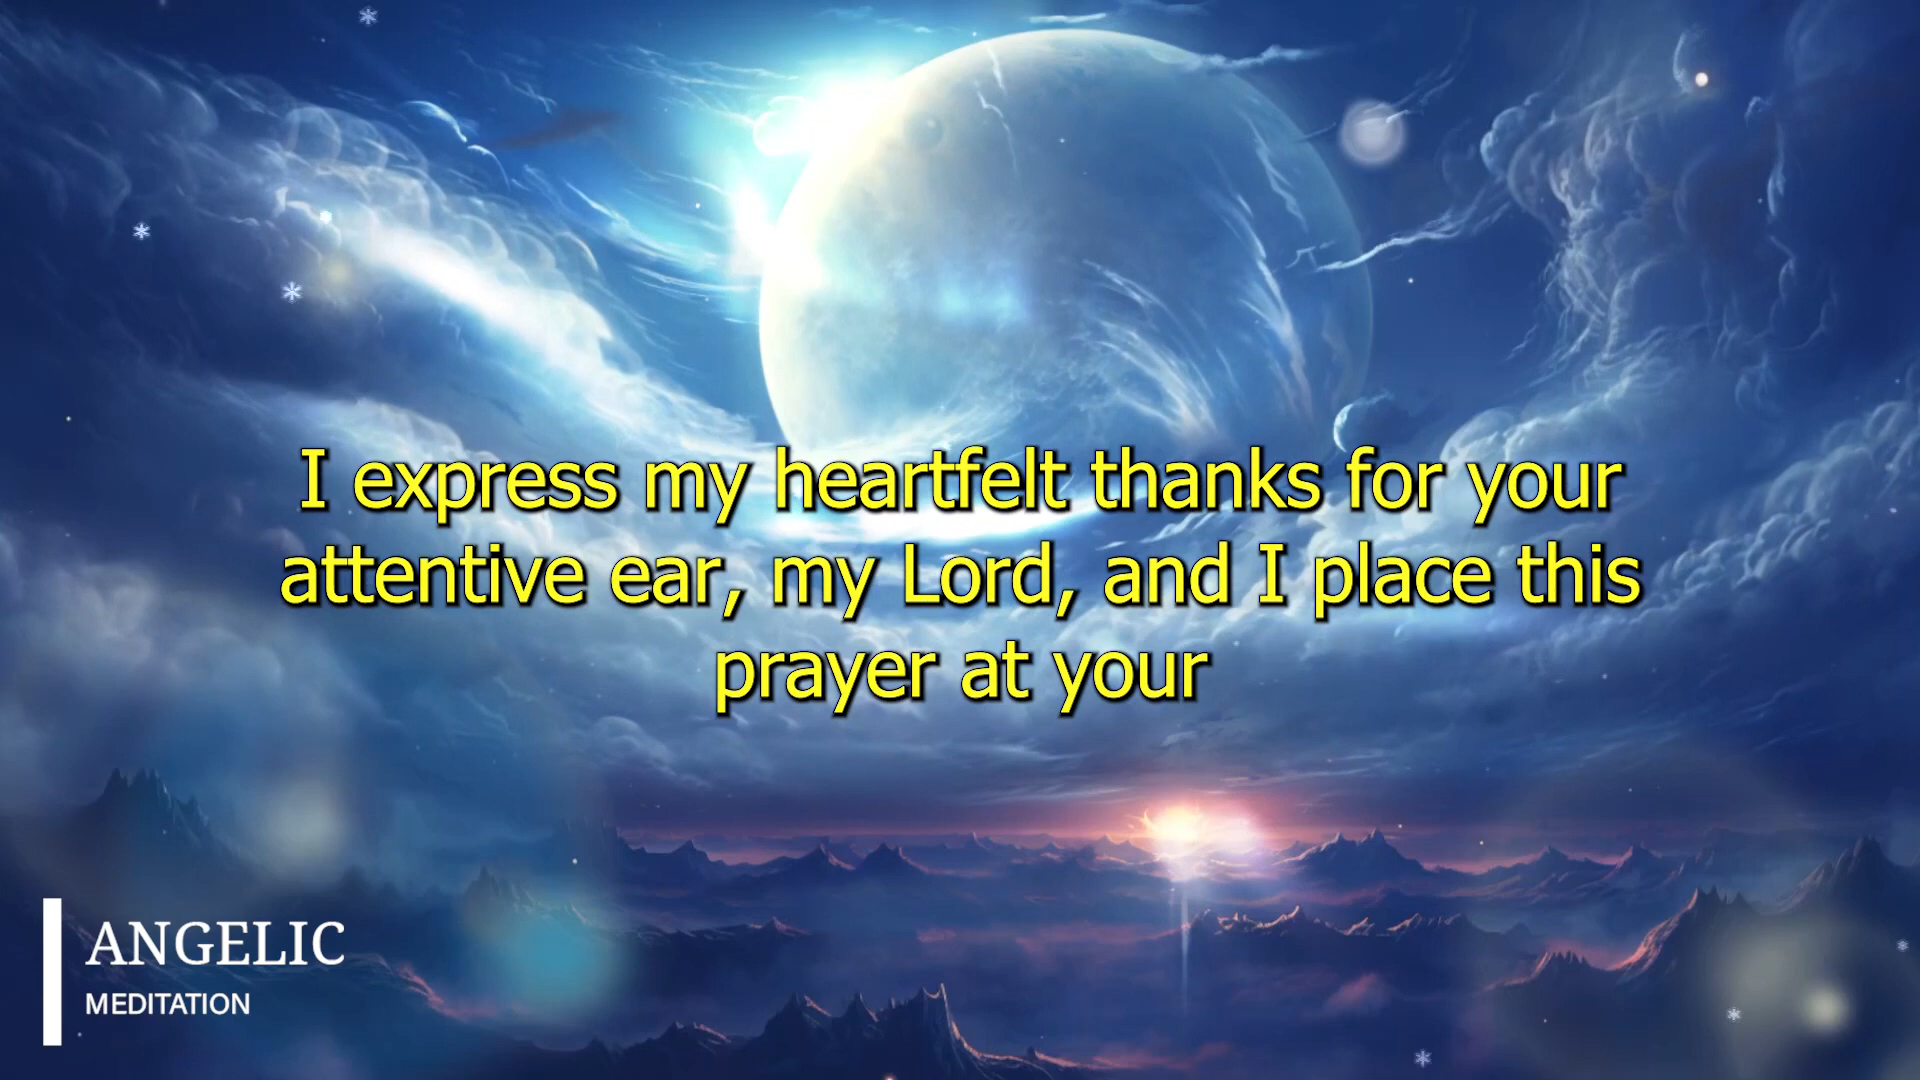 I express my heartfelt thanks for your
attentive ear, my Lord, and I place this
prayer at your
ANGELIC
MEDITATION